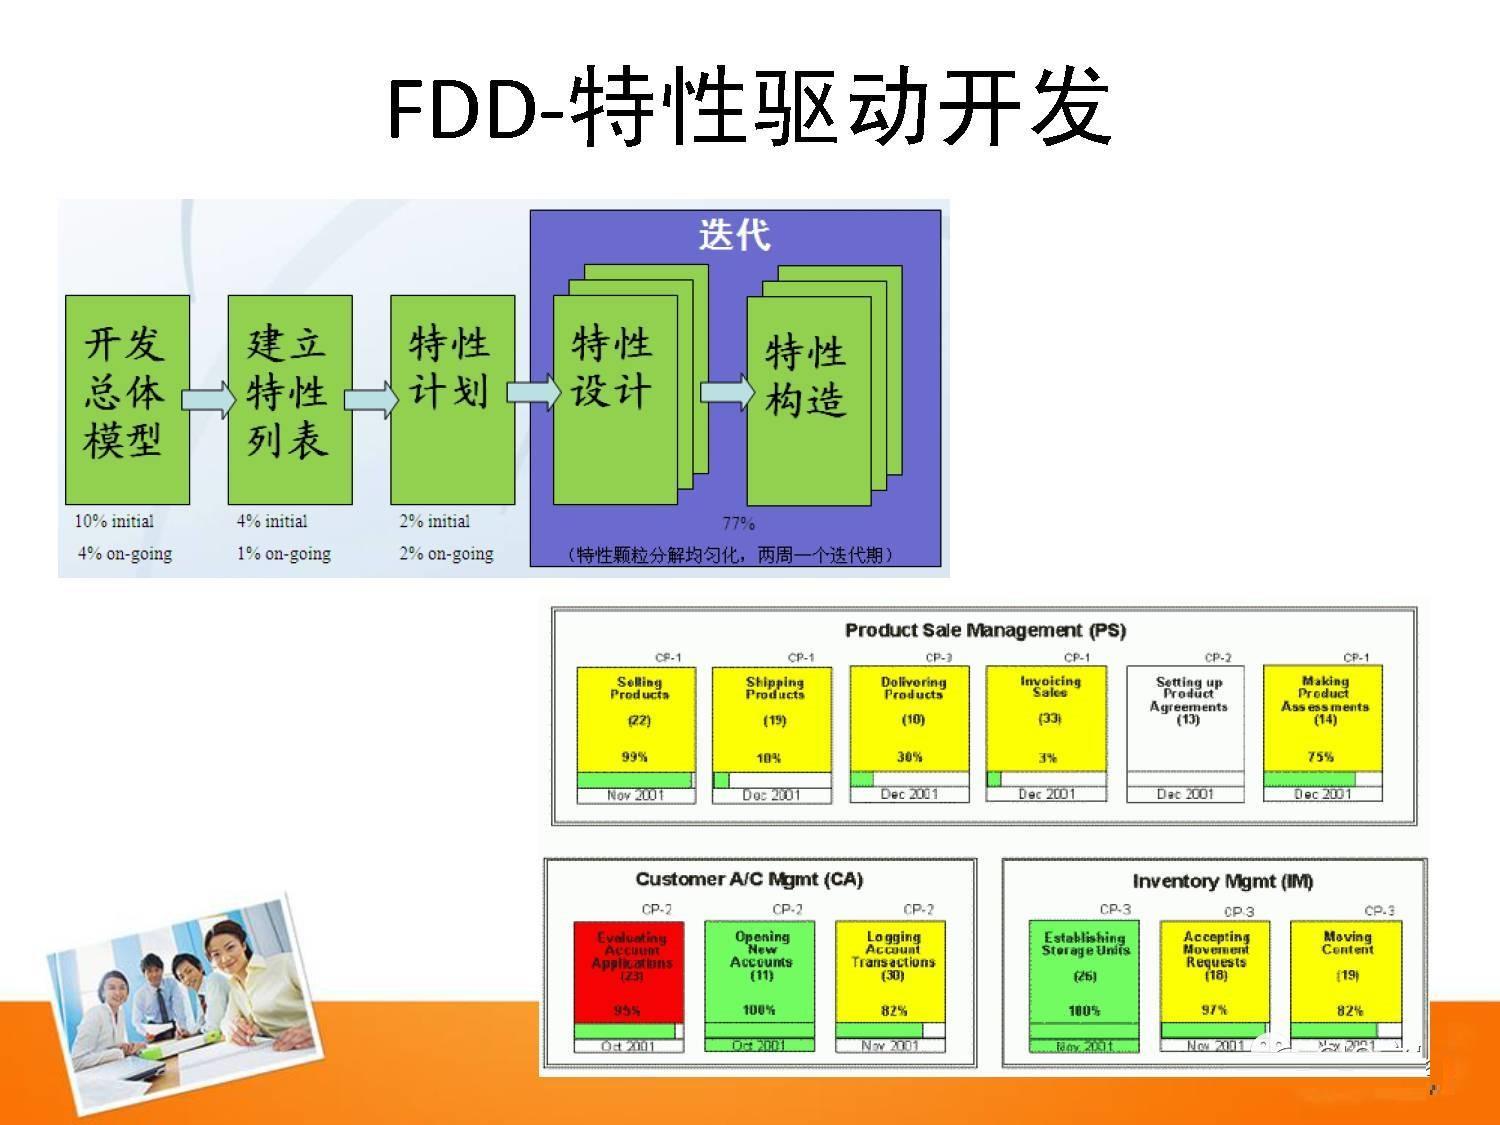 FDD-特性驱动开发
迭代
开发
总体
模型
建立
特性
列表
特性
计划
特性
设计
特性
构造
10% initial
4% on-going
4% initial
1% on-going
2% initial
2% on-going
77%
（特性颗粒分解均匀化，两周一个迭代期）
Product Sale Management (PS)
CP-1
Selling
Products
(22)
99%
Nov 2001
CP-1
Shipping
Products
(19)
10%
Dec 2001
CP-3
Delivering
Products
(10)
30%
Dec 2001
CP-1
Invoicing
Sales
(33)
3%
Dec 2001
CP-2
Setting up
Product
Agreements
(13)
Dec 2001
CP-1
Making
Product
Assessments
(14)
75%
Dec 2001
Customer A/C Mgmt (CA)
CP-2
Evaluating
Account
Applications
(23)
95%
Oct 2001
CP-2
Opening
New
Accounts
(11)
100%
Oct 2001
CP-2
Logging
Account
Transactions
(30)
82%
Nov 2001
Inventory Mgmt (IM)
CP-3
Establishing
Storage Units
(26)
100%
Nov 2001
CP-3
Accepting
Movement
Requests
(18)
97%
Nov 2001
CP-3
Moving
Content
(19)
82%
Nov 2001